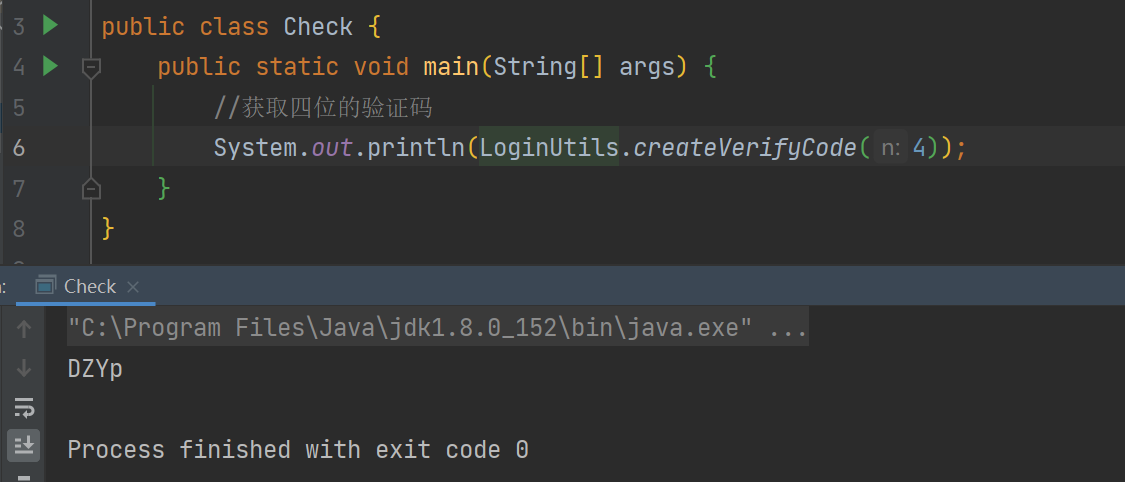 3 public class Check {
4 public static void main(String[] args) {
5 //获取四位的验证码
6 System.out.println(LoginUtils.createVerifyCode( n: 4));
7 }
8 }
: Check ×
"C:\Program Files\Java\jdk1.8.0_152\bin\java.exe" ...
DZYp
Process finished with exit code 0